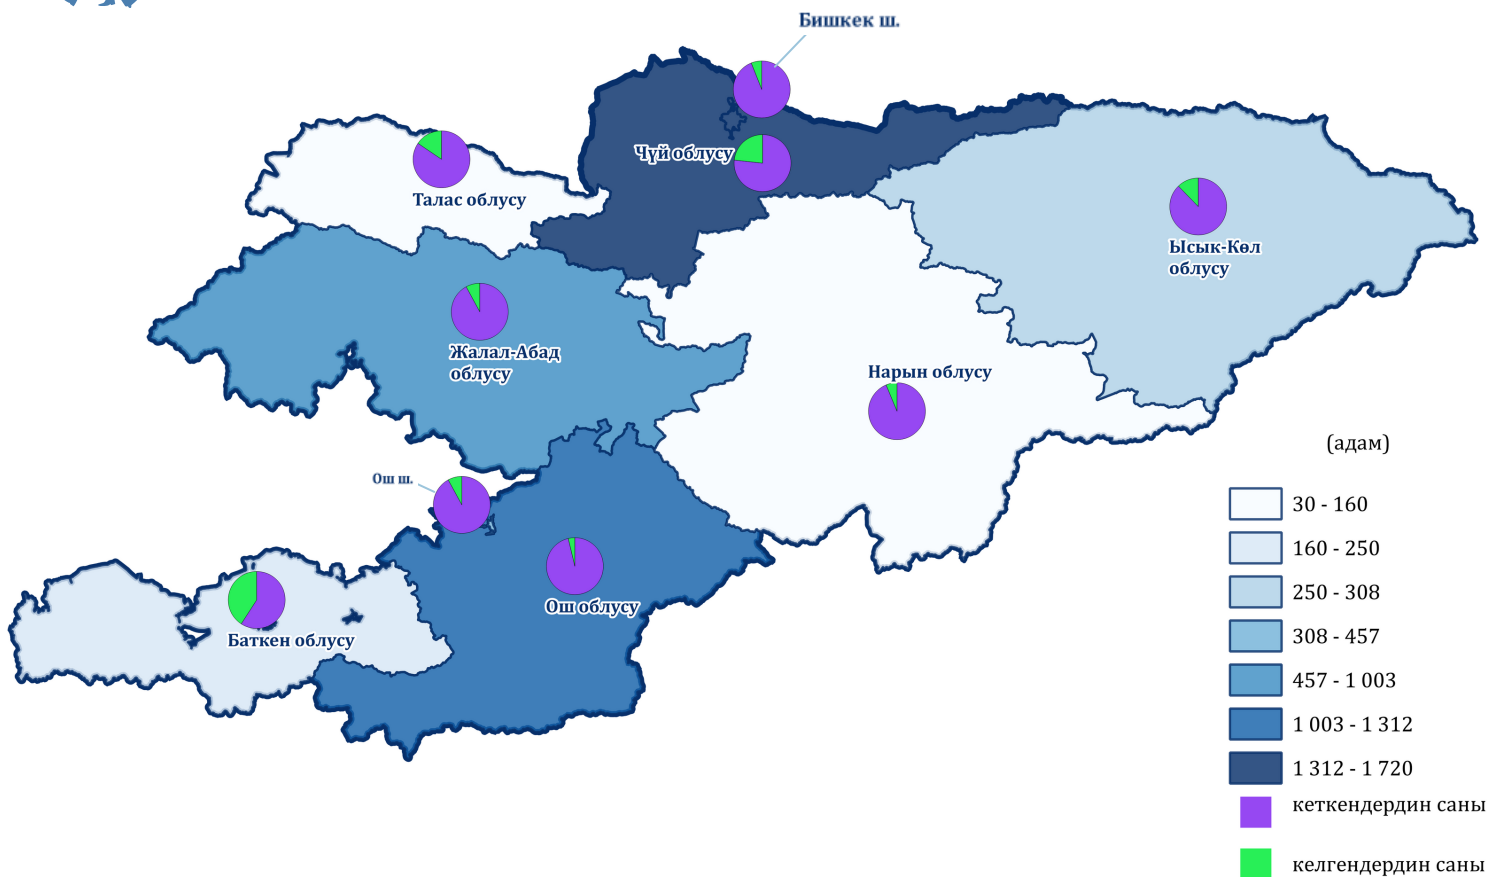 Бишкек ш.
Чүй облусу
Талас облусу
Ысык-Көл
облусу
Жалал-Абад
облусу
Нарын облусу
Ош ш.
Ош облусу
Баткен облусу
(адам)
30 - 160
160 - 250
250 - 308
308 - 457
457 - 1 003
1 003 - 1 312
1 312 - 1 720
кеткендердин саны
келгендердин саны